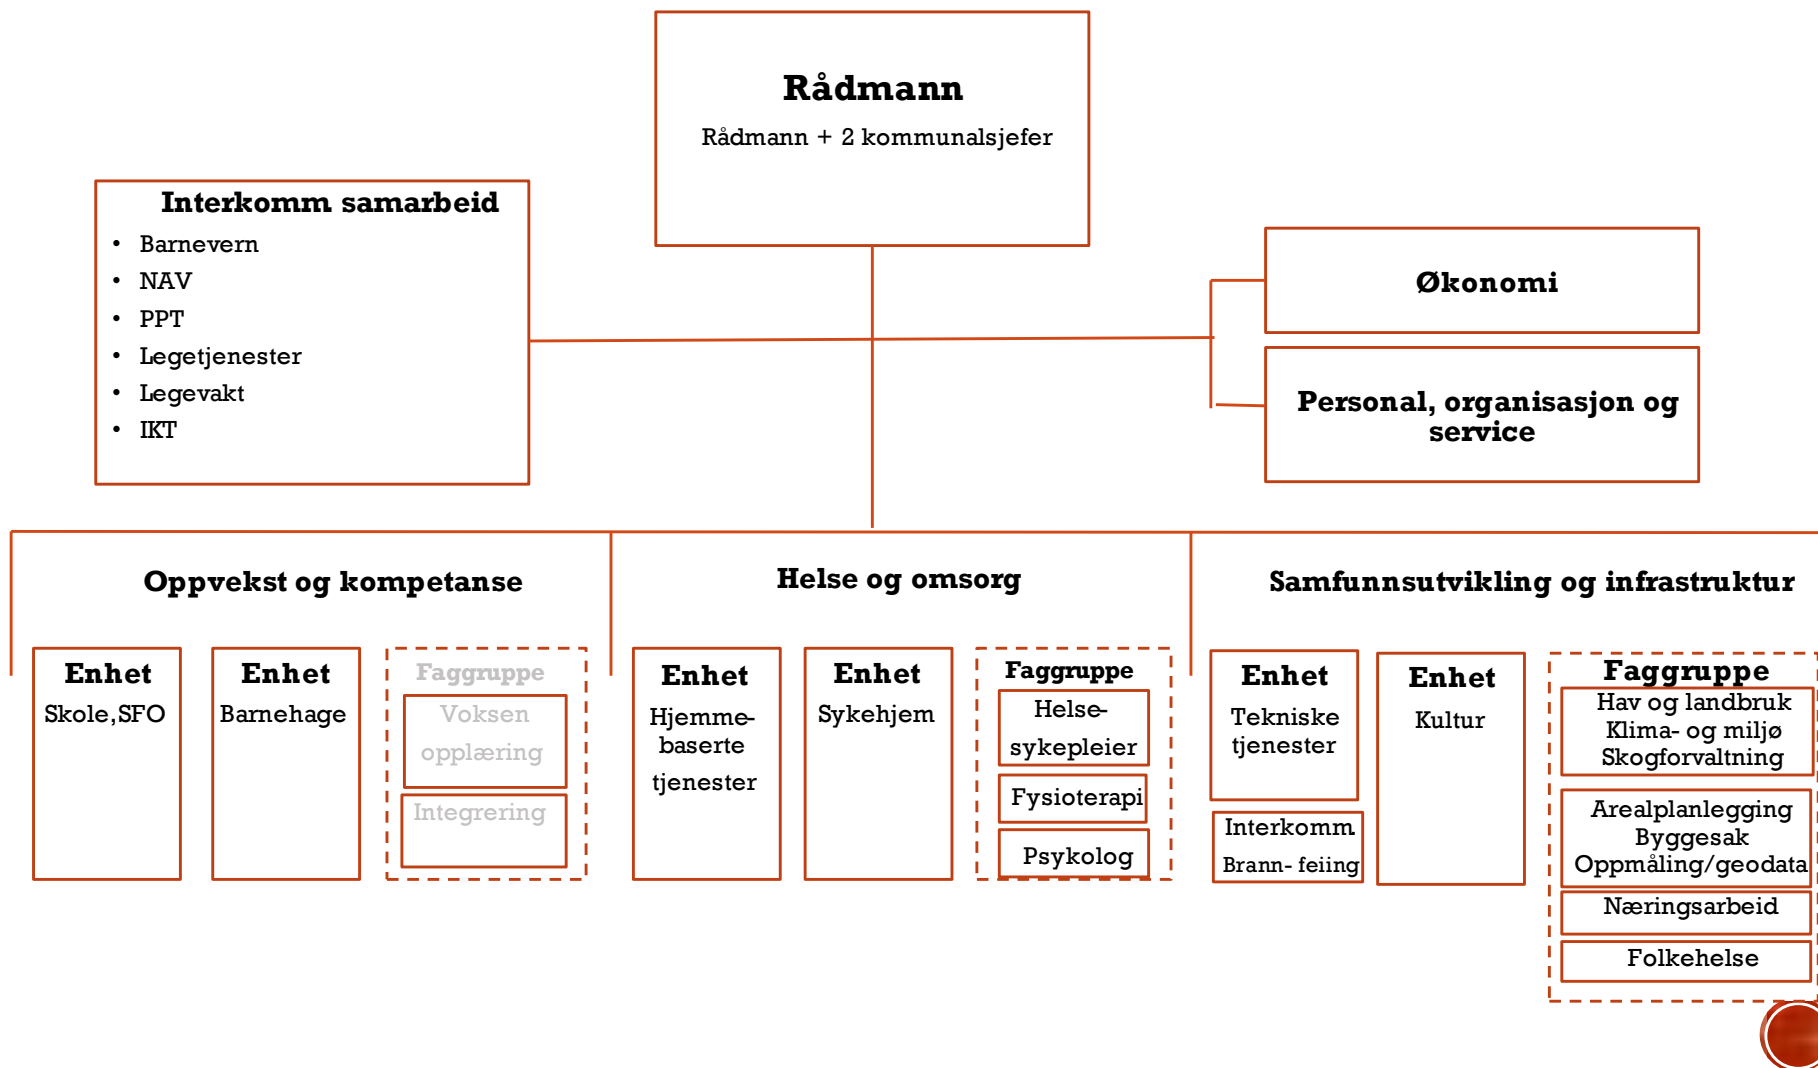 Rådmann
Rådmann + 2 kommunalsjefer
Interkomm. samarbeid
• Barnevern
• NAV
• PPT
• Legetjenester
• Legevakt
• IKT
Økonomi
Personal, organisasjon og
service
Oppvekst og kompetanse
Enhet
Skole,SFO
Enhet
Barnehage
Faggruppe
Voksen
opplæring
Integrering
Helse og omsorg
Enhet
Hjemme-
baserte
tjenester
Enhet
Sykehjem
Faggruppe
Helse-
sykepleier
Fysioterapi
Psykolog
Samfunnsutvikling og infrastruktur
Enhet
Tekniske
tjenester
Interkomm.
Brann- feiing
Enhet
Kultur
Faggruppe
Hav og landbruk
Klima- og miljø
Skogforvaltning
Arealplanlegging
Byggesak
Oppmåling/geodata
Næringsarbeid
Folkehelse